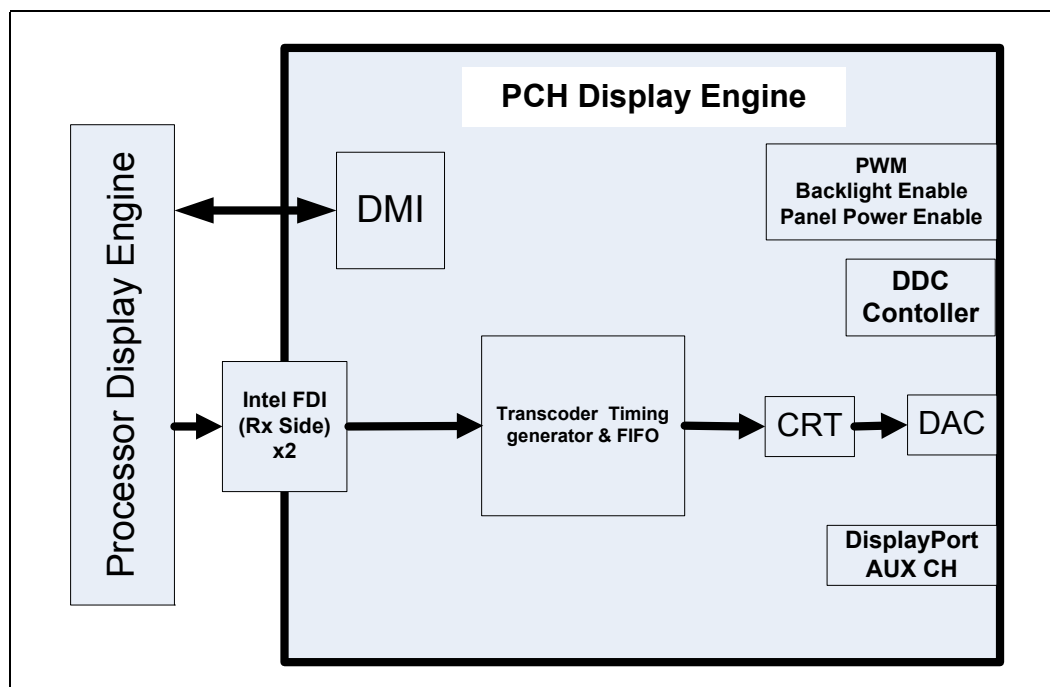 PCH Display Engine
Processor Display Engine
DMI
PWM
Backlight Enable
Panel Power Enable
DDC
Contoller
Intel FDI
(Rx Side)
x2
Transcoder Timing
generator & FIFO
CRT
DAC
DisplayPort
AUX CH